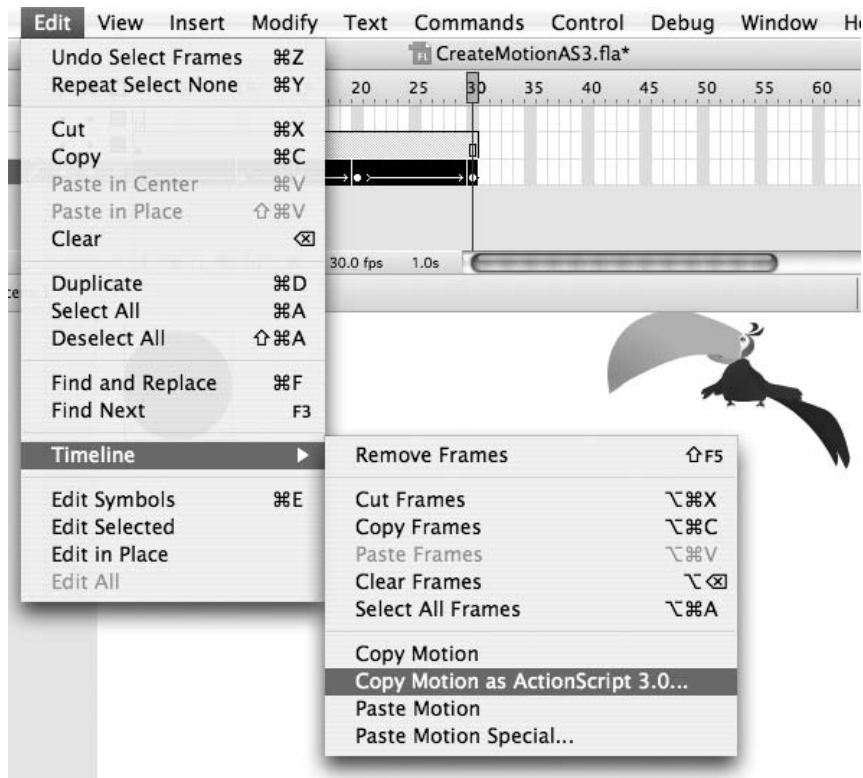 Edit View Insert Modify Text Commands Control Debug Window
CreateMotionAS3.fla*
20 25 30 35 40 45 50 55 60
30.0 fps 1.0s
Undo Select Frames ⌘Z
Repeat Select None ⌘Y
Cut ⌘X
Copy ⌘C
Paste in Center ⌘V
Paste in Place ⇧⌘V
Clear ⌫
Duplicate ⌘D
Select All ⌘A
Deselect All ⇧⌘A
Find and Replace ⌘F
Find Next F3
Timeline ▶
Edit Symbols ⌘E
Edit Selected
Edit in Place
Edit All
Remove Frames ⇧F5
Cut Frames ⌥⌘X
Copy Frames ⌥⌘C
Paste Frames ⌥⌘V
Clear Frames ⌥⌫
Select All Frames ⌥⌘A
Copy Motion
Copy Motion as ActionScript 3.0...
Paste Motion
Paste Motion Special...